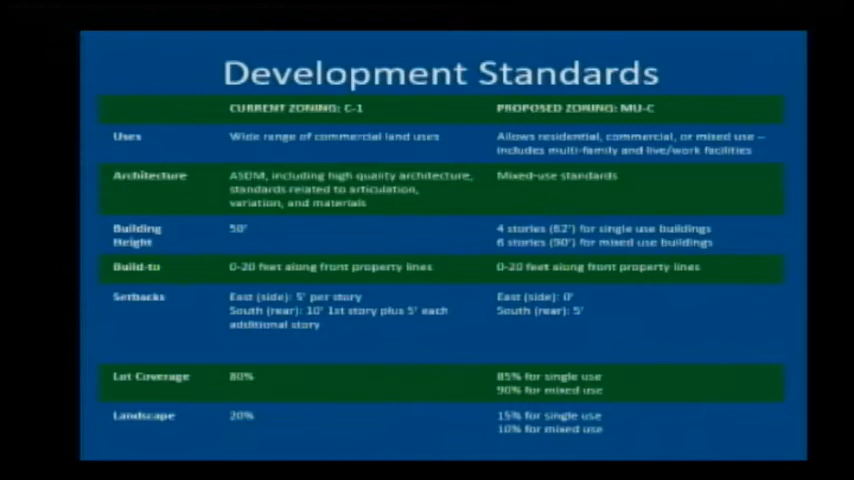 Development Standards
CURRENT ZONING: C-1 PROPOSED ZONING: MU-C
Uses Wide range of commercial land uses Allows residential, commercial, or mixed use –
includes multi-family and live/work facilities
Architecture ASDM, including high quality architecture, Mixed-use standards
standards related to articulation,
variation, and materials
Building 50' 4 stories (62') for single use buildings
Height 6 stories (90') for mixed use buildings
Build-to 0-20 feet along front property lines 0-20 feet along front property lines
Setbacks East (side): 5' per story East (side): 0'
South (rear): 10' 1st story plus 5' each South (rear): 5'
additional story
Lot Coverage 80% 85% for single use
90% for mixed use
Landscape 20% 15% for single use
10% for mixed use